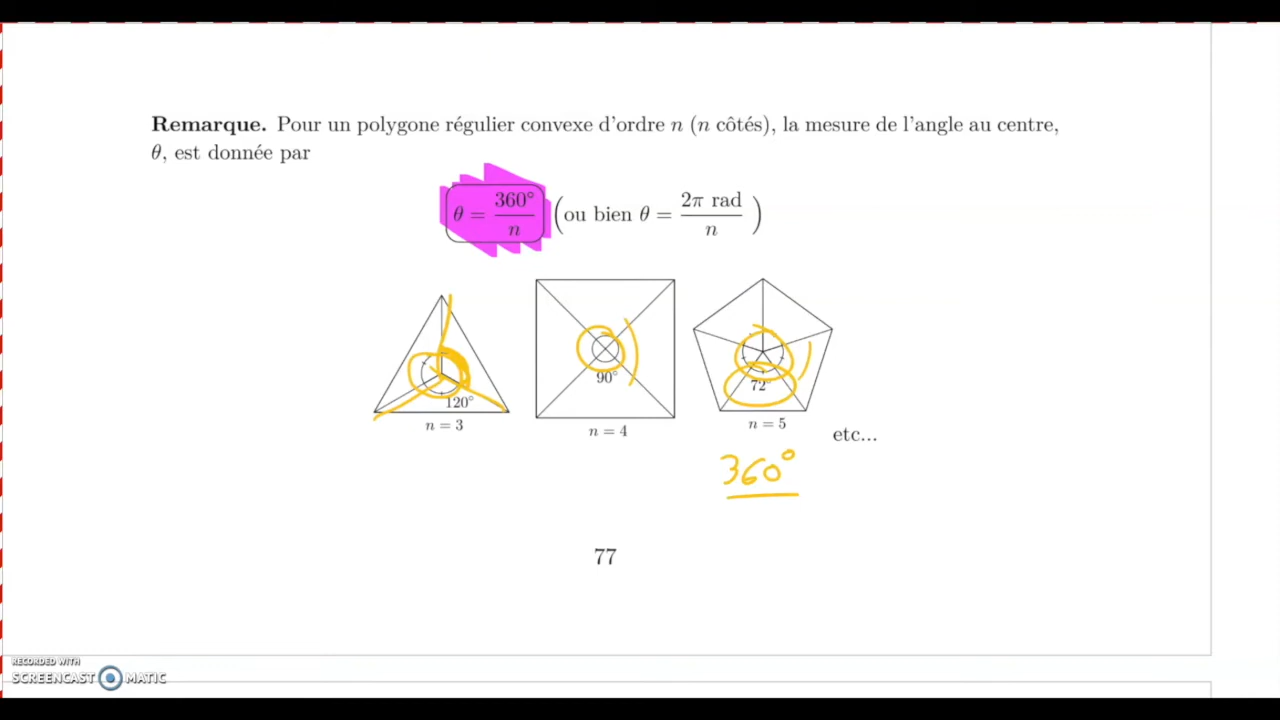 Remarque. Pour un polygone régulier convexe d'ordre n (n côtés), la mesure de l'angle au centre,
θ, est donnée par
θ = 360°/n (ou bien θ = 2π rad/n)
120° 90° 72
n = 3 n = 4 n = 5
etc...
360°
77
RECORDED WITH
SCREENCAST MATIC